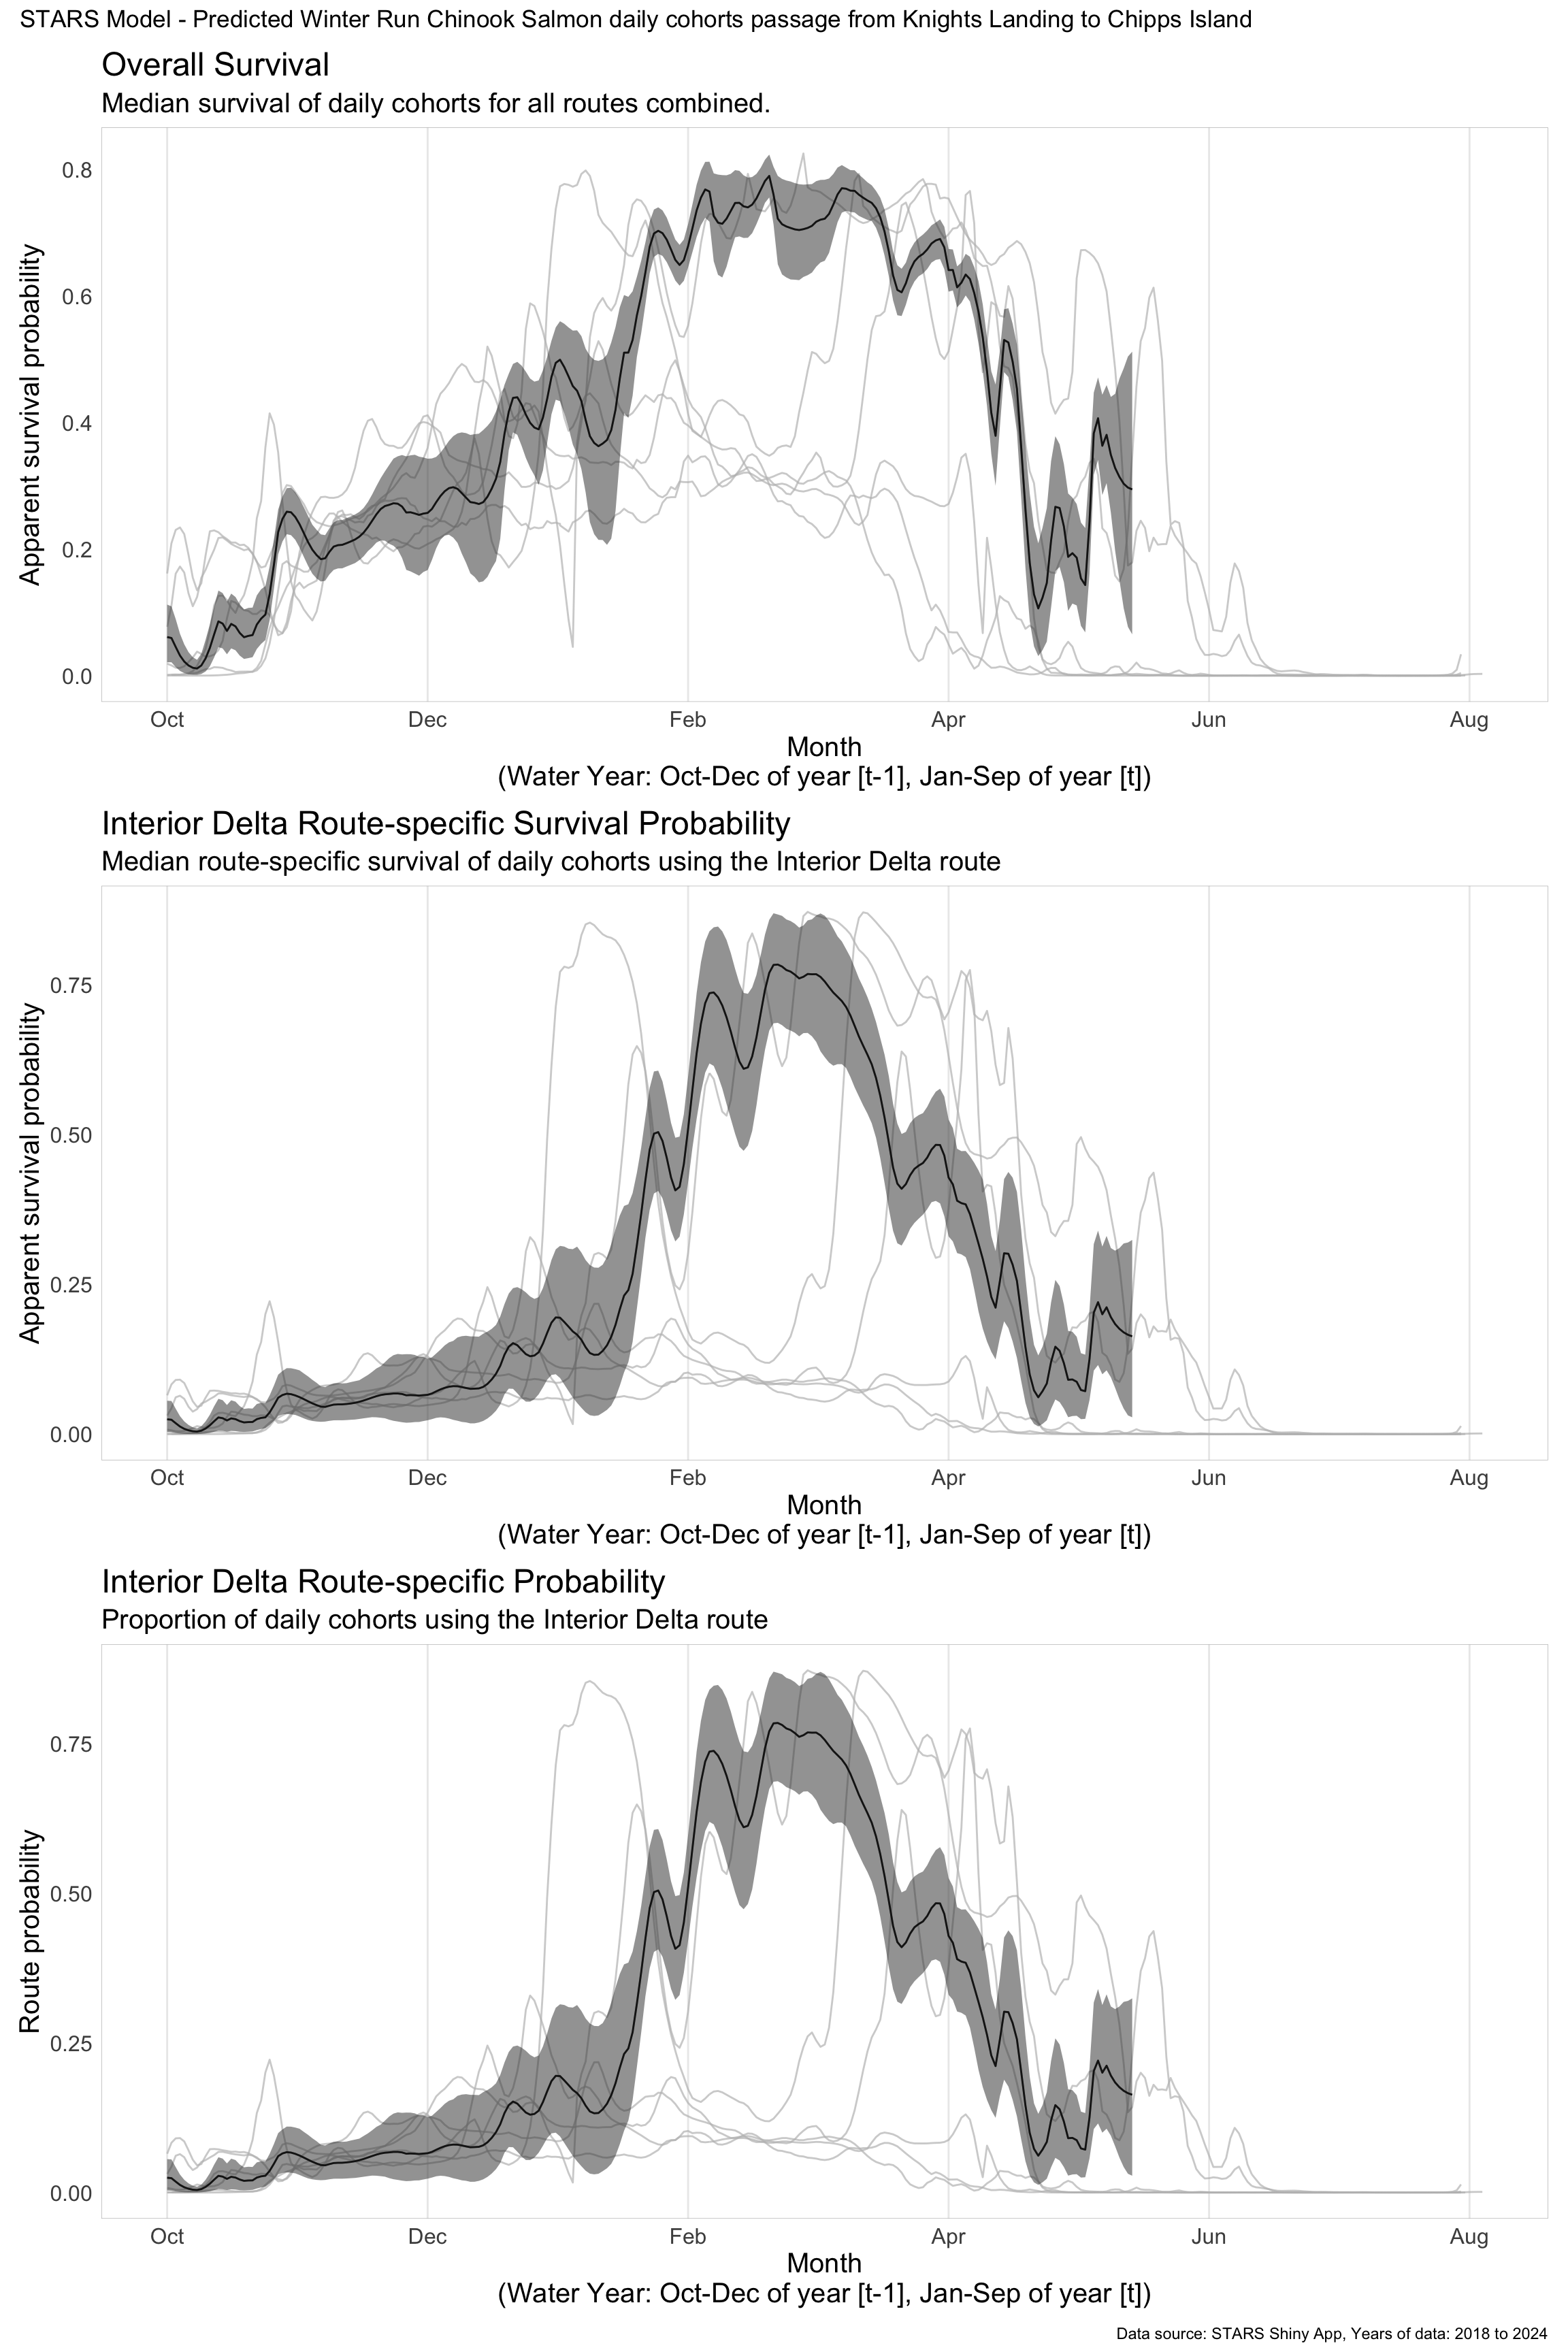 STARS Model - Predicted Winter Run Chinook Salmon daily cohorts passage from Knights Landing to Chipps Island
Overall Survival
Median survival of daily cohorts for all routes combined.
Apparent survival probability
0.8
0.6
0.4
0.2
0.0
Oct Dec Feb Apr Jun Aug
Month
(Water Year: Oct-Dec of year [t-1], Jan-Sep of year [t])
Interior Delta Route-specific Survival Probability
Median route-specific survival of daily cohorts using the Interior Delta route
Apparent survival probability
0.75
0.50
0.25
0.00
Oct Dec Feb Apr Jun Aug
Month
(Water Year: Oct-Dec of year [t-1], Jan-Sep of year [t])
Interior Delta Route-specific Probability
Proportion of daily cohorts using the Interior Delta route
Route probability
0.75
0.50
0.25
0.00
Oct Dec Feb Apr Jun Aug
Month
(Water Year: Oct-Dec of year [t-1], Jan-Sep of year [t])
Data source: STARS Shiny App, Years of data: 2018 to 2024